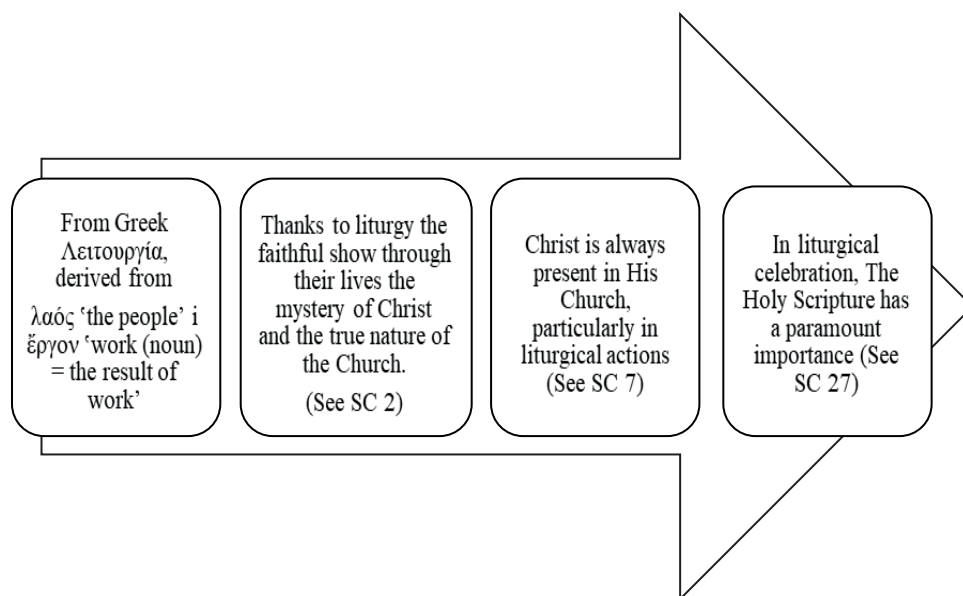 From Greek
Λειτουργία,
derived from
λαός ‘the people’ i
ἔργον ‘work (noun)
= the result of
work’
Thanks to liturgy the
faithful show through
their lives the
mystery of Christ
and the true nature of
the Church.
(See SC 2)
Christ is always
present in His
Church,
particularly in
liturgical actions
(See SC 7)
In liturgical
celebration, The
Holy Scripture has
a paramount
importance (See
SC 27)